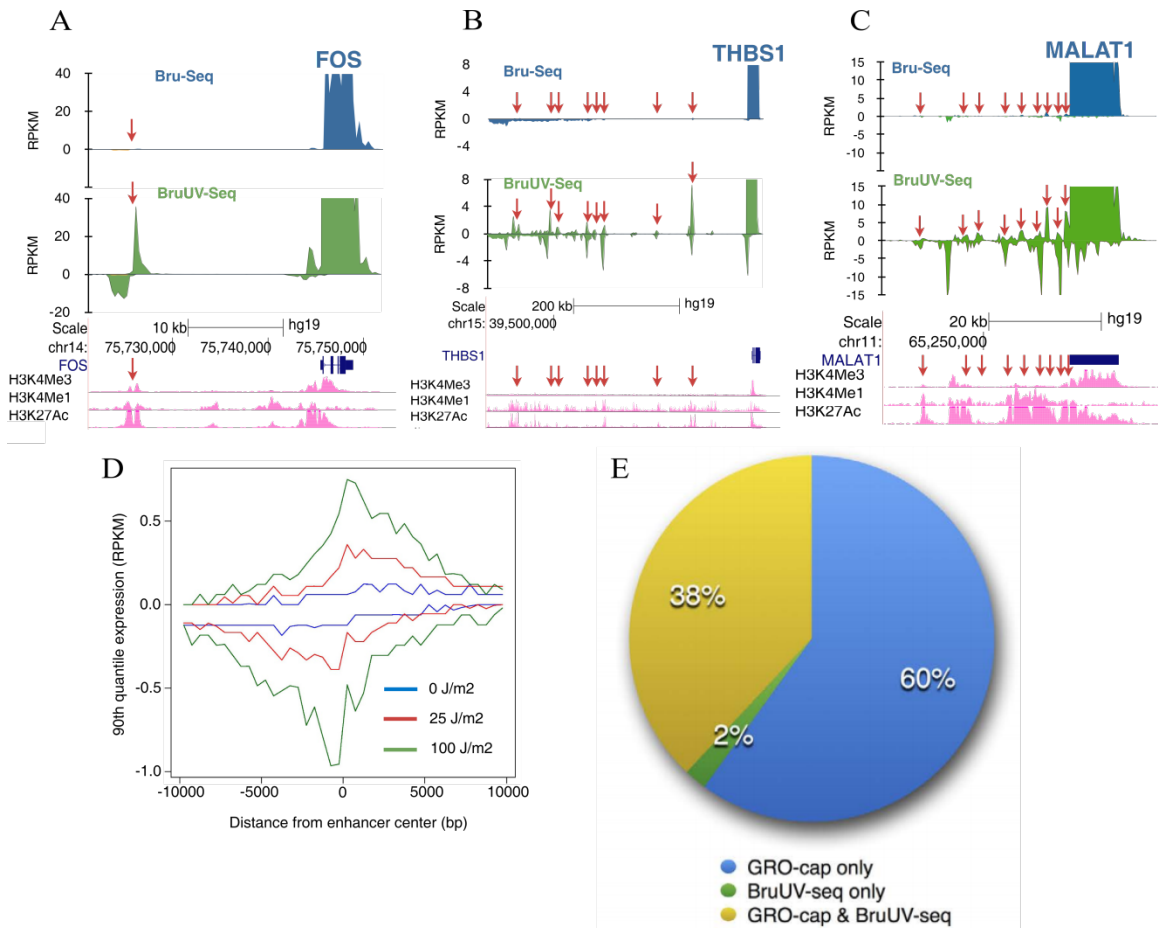 A
FOS
Bru-Seq
40
20
0
RPKM
BruUV-Seq
40
20
0
-20
RPKM
Scale
10 kb
hg19
chr14:
75,730,000
75,740,000
75,750,000
FOS
H3K4Me3
H3K4Me1
H3K27Ac
B
THBS1
Bru-Seq
8
4
0
-4
RPKM
BruUV-Seq
8
4
0
-4
-8
RPKM
Scale
200 kb
hg19
chr15:
39,500,000
THBS1
H3K4Me3
H3K4Me1
H3K27Ac
C
MALAT1
Bru-Seq
15
10
5
0
-5
-10
RPKM
BruUV-Seq
15
10
5
0
-5
-10
-15
RPKM
Scale
20 kb
hg19
chr11:
65,250,000
MALAT1
H3K4Me3
H3K4Me1
H3K27Ac
D
90th quantile expression (RPKM)
0.5
0.0
-0.5
-1.0
0 J/m2
25 J/m2
100 J/m2
-10000
-5000
0
5000
10000
Distance from enhancer center (bp)
E
38%
60%
2%
GRO-cap only
BruUV-seq only
GRO-cap & BruUV-seq